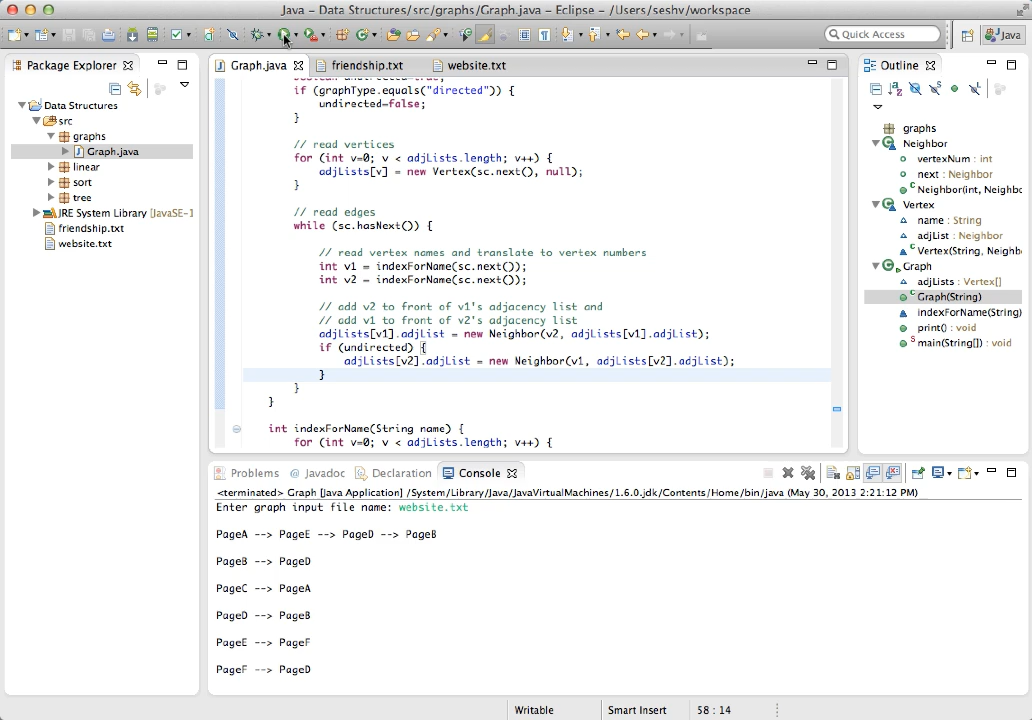 Java - Data Structures/src/graphs/Graph.java - Eclipse - /Users/seshv/workspace
Quick Access
Java
Package Explorer
Data Structures
src
graphs
Graph.java
linear
sort
tree
JRE System Library [JavaSE-1
friendship.txt
website.txt
Graph.java
friendship.txt
website.txt
if (graphType.equals("directed")) {
undirected=false;
}
// read vertices
for (int v=0; v < adjLists.length; v++) {
adjLists[v] = new Vertex(sc.next(), null);
}
// read edges
while (sc.hasNext()) {
// read vertex names and translate to vertex numbers
int v1 = indexForName(sc.next());
int v2 = indexForName(sc.next());
// add v2 to front of v1's adjacency list and
// add v1 to front of v2's adjacency list
adjLists[v1].adjList = new Neighbor(v2, adjLists[v1].adjList);
if (undirected) {
adjLists[v2].adjList = new Neighbor(v1, adjLists[v2].adjList);
}
}
}
int indexForName(String name) {
for (int v=0; v < adjLists.length; v++) {
Outline
graphs
Neighbor
vertexNum : int
next : Neighbor
Neighbor(int, Neighbo
Vertex
name : String
adjList : Neighbor
Vertex(String, Neighb
Graph
adjLists : Vertex[]
Graph(String)
indexForName(String)
print() : void
main(String[]) : void
Problems
@ Javadoc
Declaration
Console
<terminated> Graph [Java Application] /System/Library/Java/JavaVirtualMachines/1.6.0.jdk/Contents/Home/bin/java (May 30, 2013 2:21:12 PM)
Enter graph input file name: website.txt
PageA --> PageE --> PageD --> PageB
PageB --> PageD
PageC --> PageA
PageD --> PageB
PageE --> PageF
PageF --> PageD
Writable
Smart Insert
58 : 14